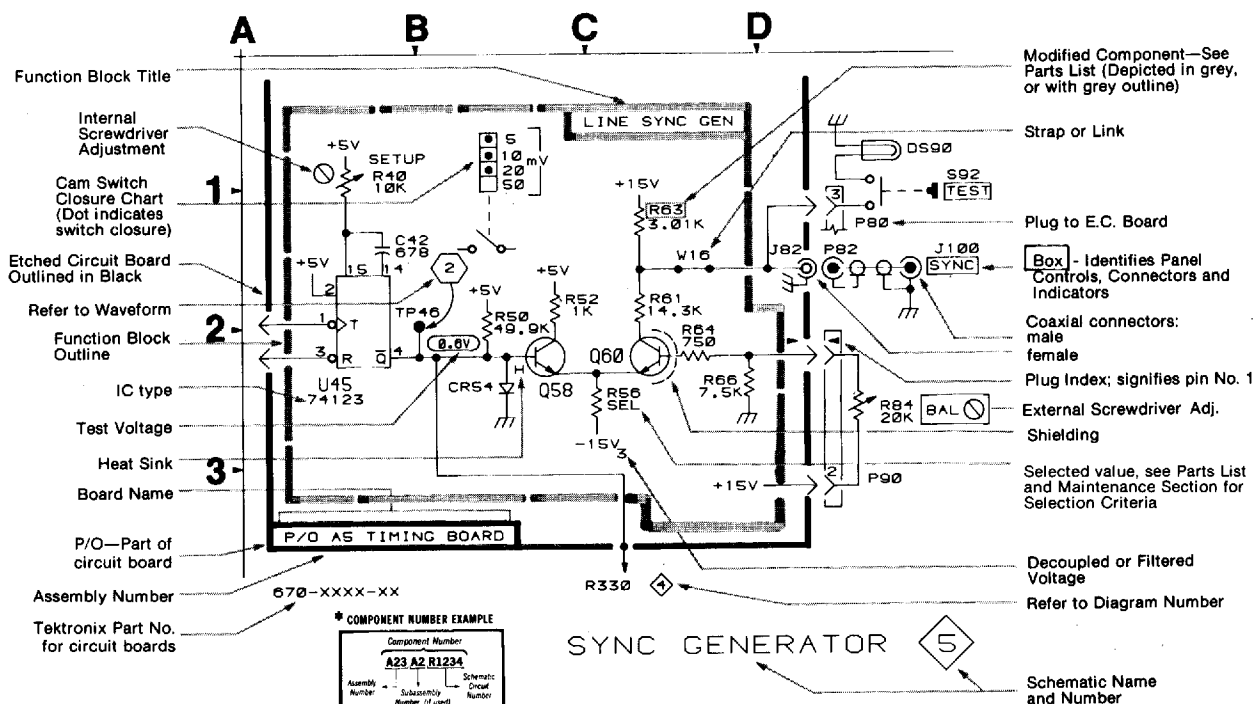 A
B
C
D
1
2
3
Function Block Title
Internal
Screwdriver
Adjustment
Cam Switch
Closure Chart
(Dot indicates
switch closure)
Etched Circuit Board
Outlined in Black
Refer to Waveform
Function Block
Outline
IC type
Test Voltage
Heat Sink
Board Name
P/O—Part of
circuit board
Assembly Number
Tektronix Part No.
for circuit boards
LINE SYNC GEN
+5V
SETUP
R40
10K
5
10
20
50
mV
C42
678
+5V
15
14
2
1
T
3
R
Q
4
U45
74123
2
TP46
0.6V
+5V
R50
49.9K
CR54
H
+5V
R52
1K
Q58
Q60
R56
SEL
-15V
3
+15V
R63
3.01K
W16
R61
14.3K
R64
750
R66
7.5K
+15V
P/O A5 TIMING BOARD
670-XXXX-XX
R330
4
DS90
S92
TEST
3
P80
J82
P82
J100
SYNC
R84
20K
BAL
2
P90
Modified Component—See
Parts List (Depicted in grey,
or with grey outline)
Strap or Link
Plug to E.C. Board
Box - Identifies Panel
Controls, Connectors and
Indicators
Coaxial connectors:
male
female
Plug Index; signifies pin No. 1
External Screwdriver Adj.
Shielding
Selected value, see Parts List
and Maintenance Section for
Selection Criteria
Decoupled or Filtered
Voltage
Refer to Diagram Number
Schematic Name
and Number
* COMPONENT NUMBER EXAMPLE
Component Number
A23 A2 R1234
Assembly
Number
Subassembly
Number (if used)
Schematic
Circuit
Number
SYNC GENERATOR
5